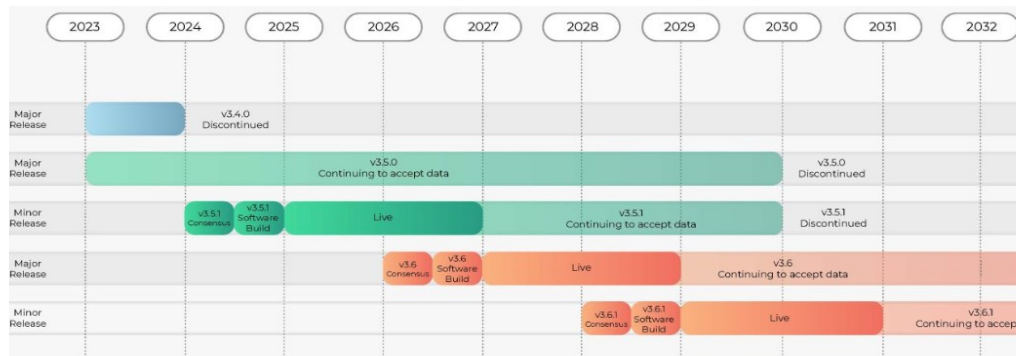 2023 2024 2025 2026 2027 2028 2029 2030 2031 2032
Major
Release
v3.4.0
Discontinued
Major
Release
v3.5.0
Continuing to accept data
v3.5.0
Discontinued
Minor
Release
v3.5.1
Consensus
v3.5.1
Software
Build
Live
v3.5.1
Continuing to accept data
v3.5.1
Discontinued
Major
Release
v3.6
Consensus
v3.6
Software
Build
Live
v3.6
Continuing to accept data
Minor
Release
v3.6.1
Consensus
v3.6.1
Software
Build
Live
v3.6.1
Continuing to accep